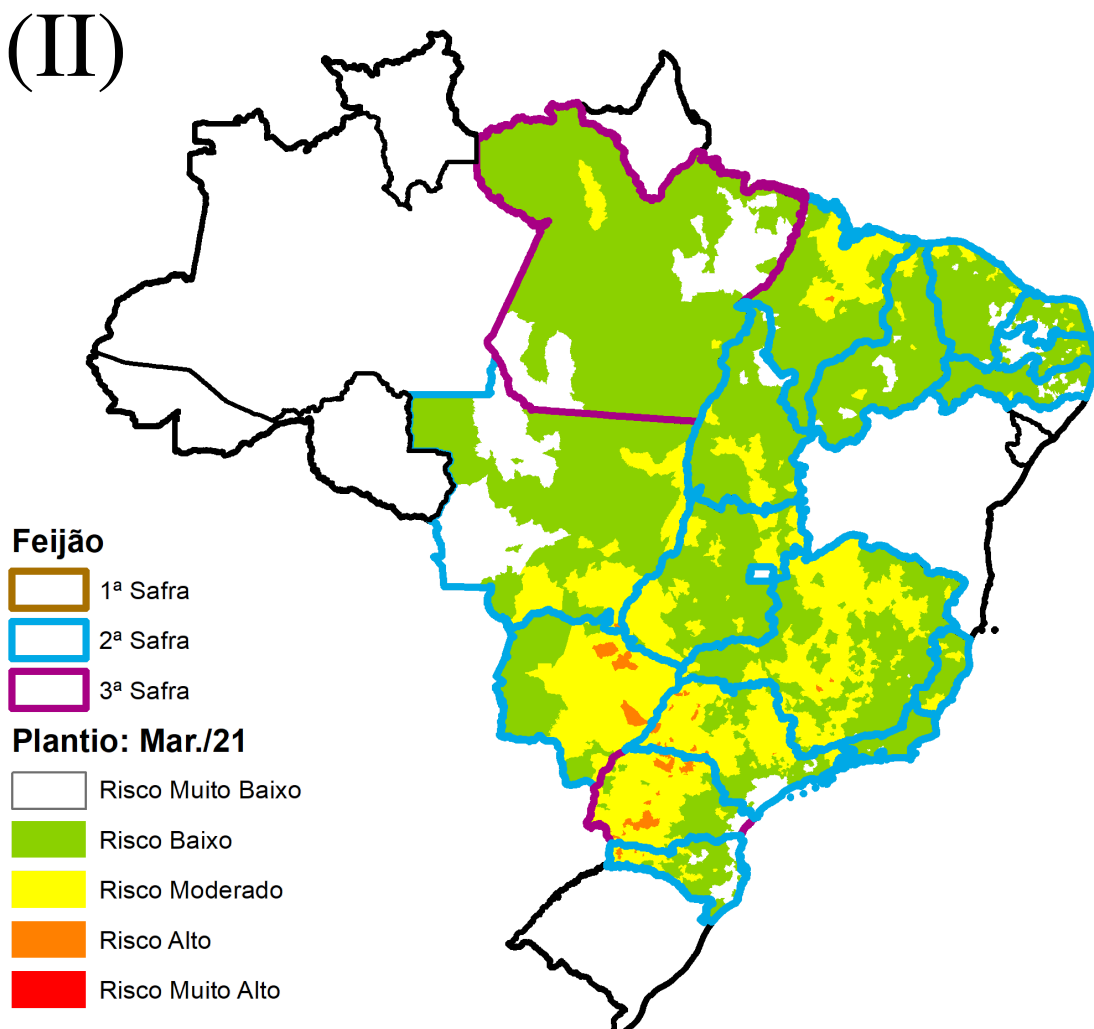 (II)
Feijão
1ª Safra
2ª Safra
3ª Safra
Plantio: Mar./21
Risco Muito Baixo
Risco Baixo
Risco Moderado
Risco Alto
Risco Muito Alto